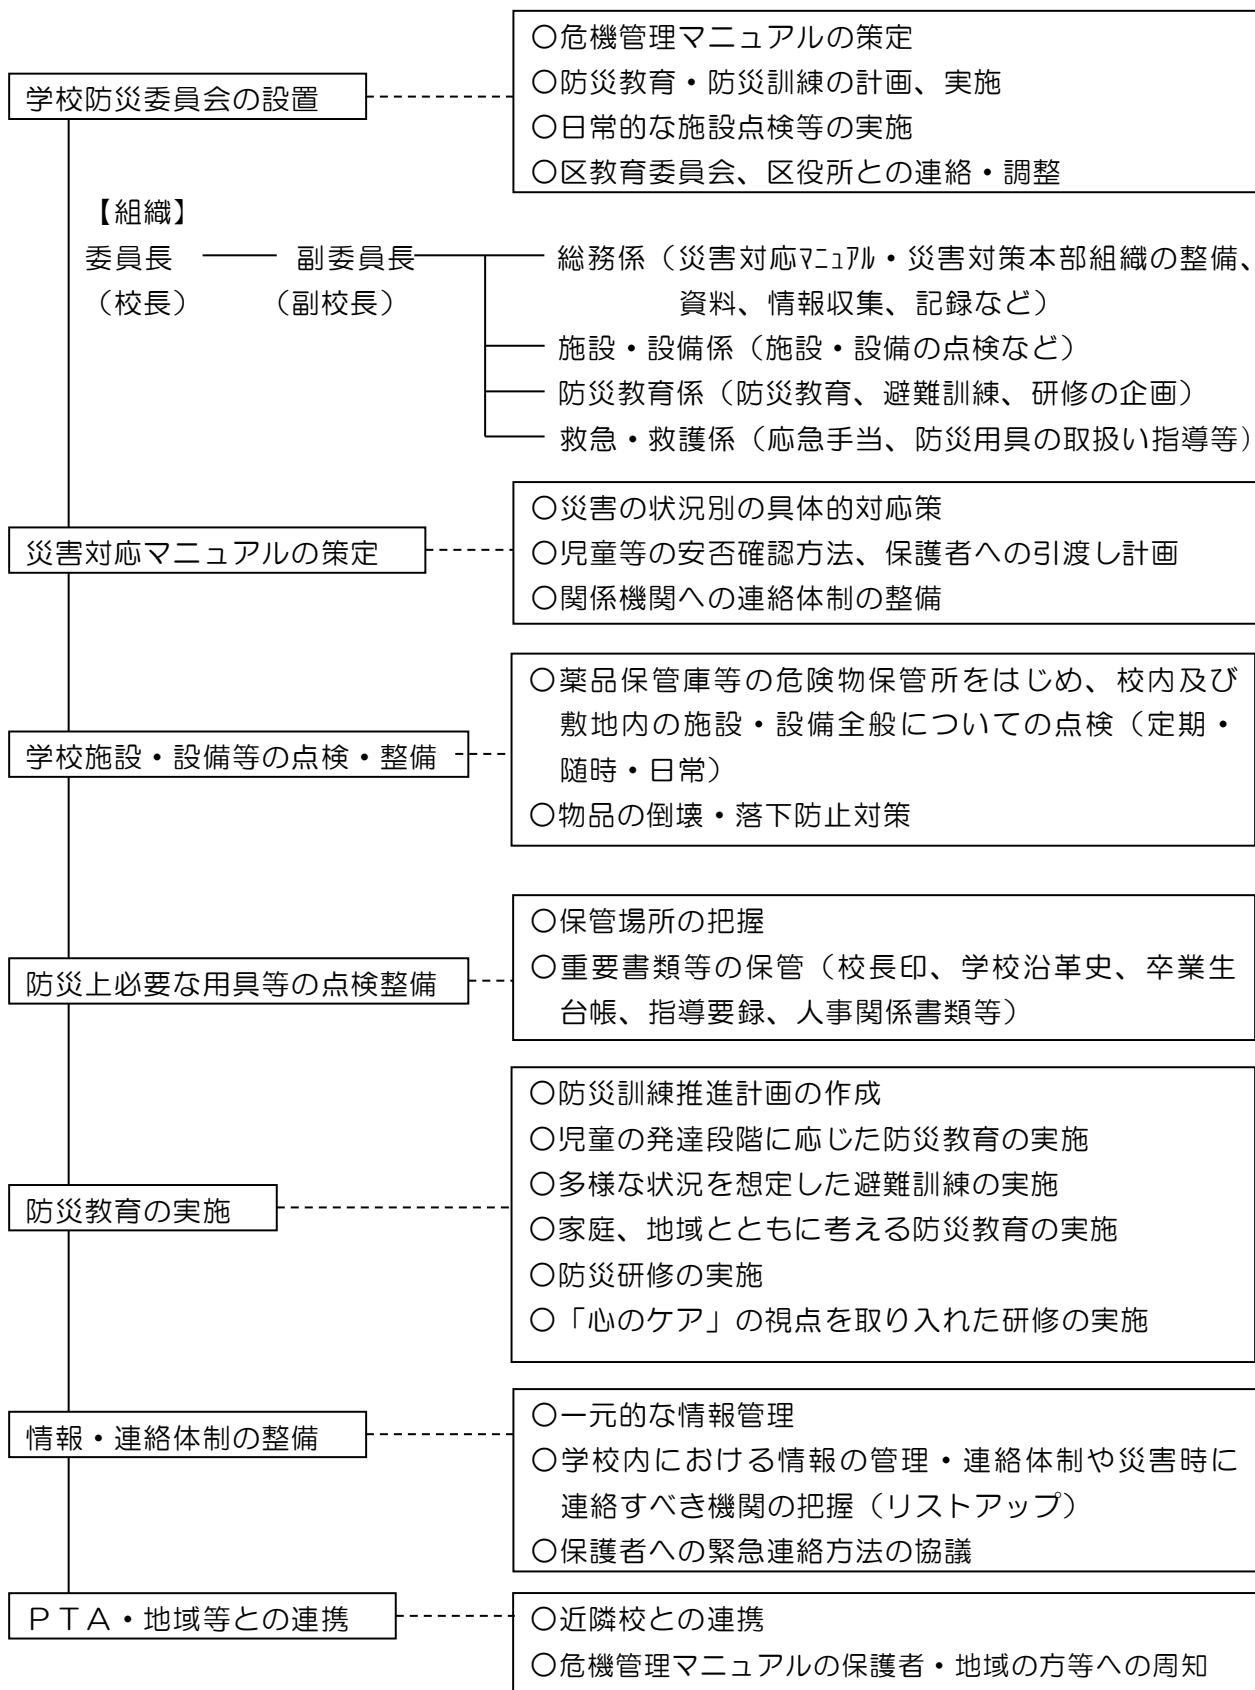 学校防災委員会の設置
〇危機管理マニュアルの策定
〇防災教育・防災訓練の計画、実施
〇日常的な施設点検等の実施
〇区教育委員会、区役所との連絡・調整
【組織】
委員長 副委員長 総務係（災害対応ﾏﾆｭｱﾙ・災害対策本部組織の整備、
（校長） （副校長） 資料、情報収集、記録など）
施設・設備係（施設・設備の点検など）
防災教育係（防災教育、避難訓練、研修の企画）
救急・救護係（応急手当、防災用具の取扱い指導等）
災害対応マニュアルの策定
〇災害の状況別の具体的対応策
〇児童等の安否確認方法、保護者への引渡し計画
〇関係機関への連絡体制の整備
学校施設・設備等の点検・整備
〇薬品保管庫等の危険物保管所をはじめ、校内及び
敷地内の施設・設備全般についての点検（定期・
随時・日常）
〇物品の倒壊・落下防止対策
防災上必要な用具等の点検整備
〇保管場所の把握
〇重要書類等の保管（校長印、学校沿革史、卒業生
台帳、指導要録、人事関係書類等）
防災教育の実施
〇防災訓練推進計画の作成
〇児童の発達段階に応じた防災教育の実施
〇多様な状況を想定した避難訓練の実施
〇家庭、地域とともに考える防災教育の実施
〇防災研修の実施
〇「心のケア」の視点を取り入れた研修の実施
情報・連絡体制の整備
〇一元的な情報管理
〇学校内における情報の管理・連絡体制や災害時に
連絡すべき機関の把握（リストアップ）
〇保護者への緊急連絡方法の協議
ＰＴＡ・地域等との連携
〇近隣校との連携
〇危機管理マニュアルの保護者・地域の方等への周知